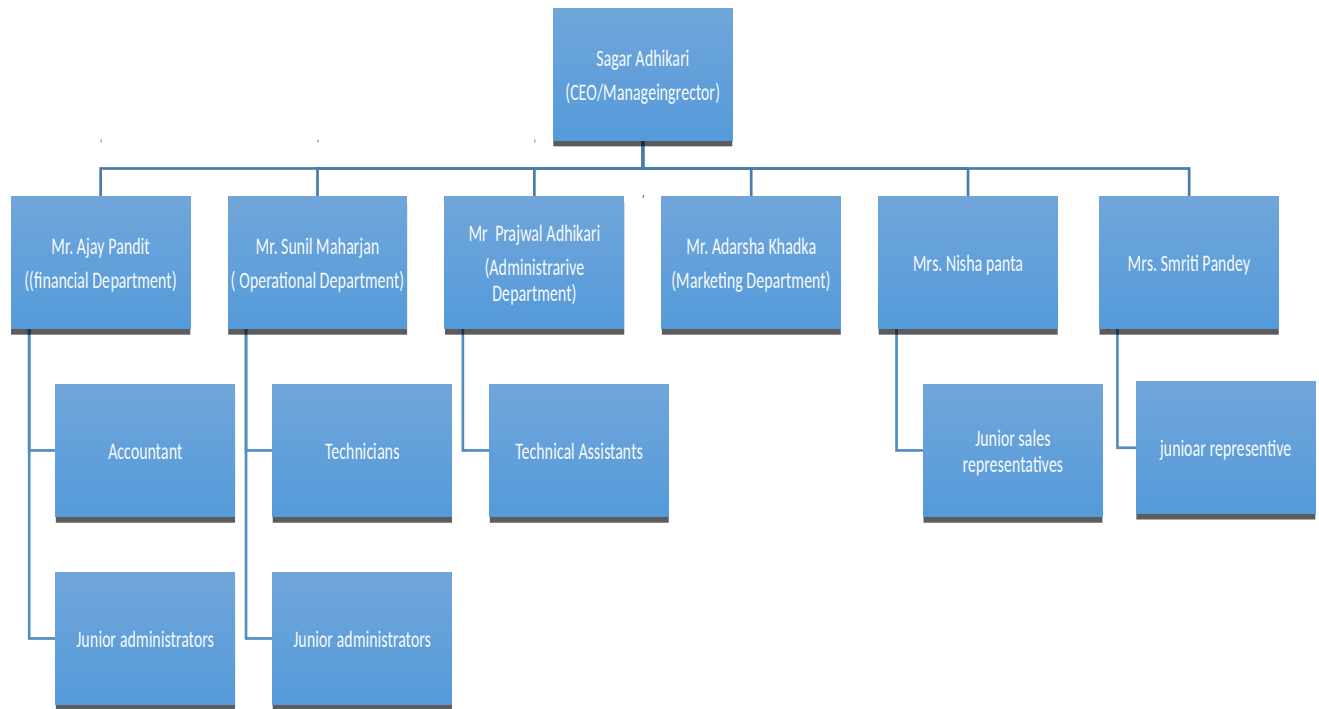 Sagar Adhikari
(CEO/Manageingrector)
Mr. Ajay Pandit
((financial Department)
Mr. Sunil Maharjan
( Operational Department)
Mr  Prajwal Adhikari
(Administrarive
Department)
Mr. Adarsha Khadka
(Marketing Department)
Mrs. Nisha panta
Mrs. Smriti Pandey
Accountant
Technicians
Technical Assistants
Junior sales
representatives
junioar representive
Junior administrators
Junior administrators